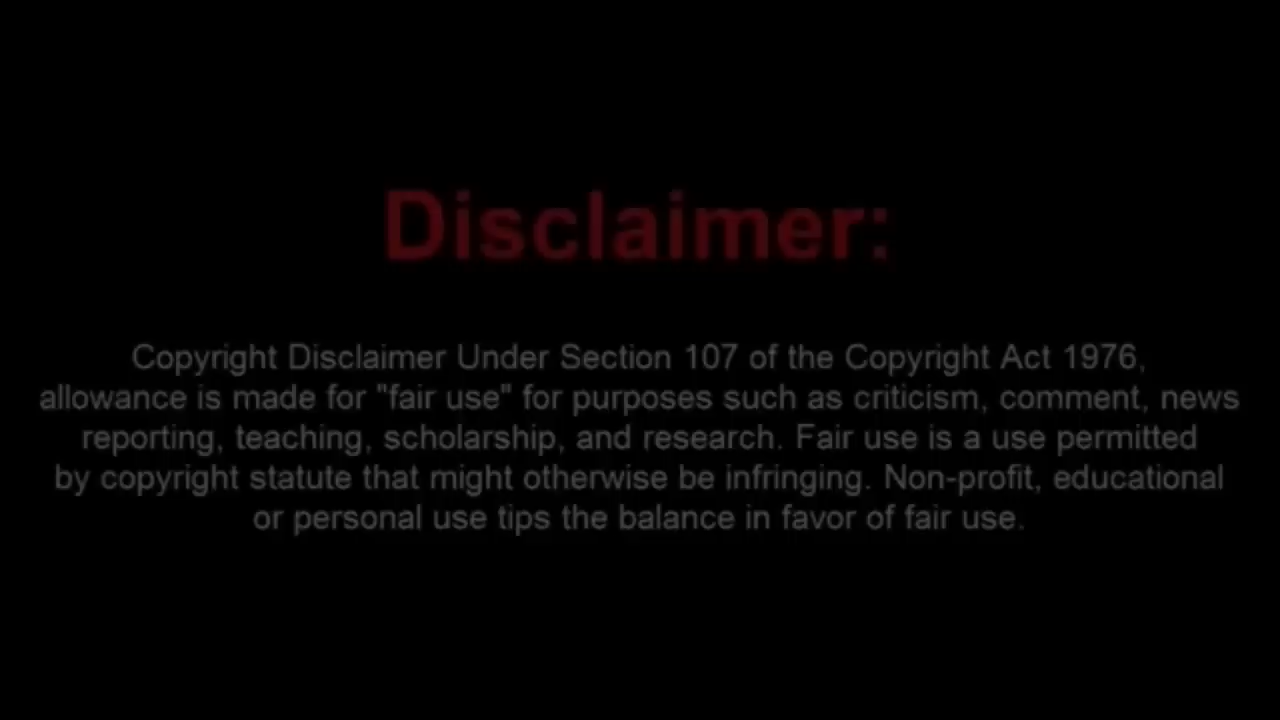 Disclaimer:
Copyright Disclaimer Under Section 107 of the Copyright Act 1976,
allowance is made for "fair use" for purposes such as criticism, comment, news
reporting, teaching, scholarship, and research. Fair use is a use permitted
by copyright statute that might otherwise be infringing. Non-profit, educational
or personal use tips the balance in favor of fair use.